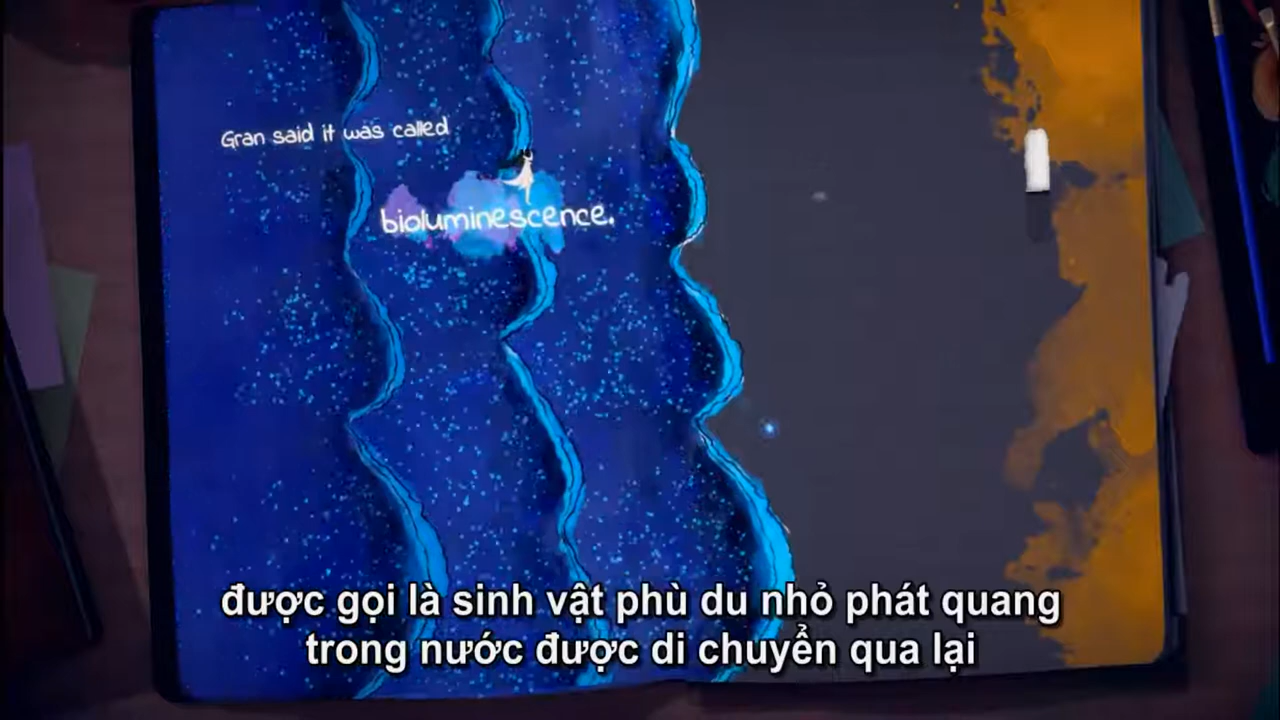 Gran said it was called
bioluminescence.
được gọi là sinh vật phù du nhỏ phát quang
trong nước được di chuyển qua lại